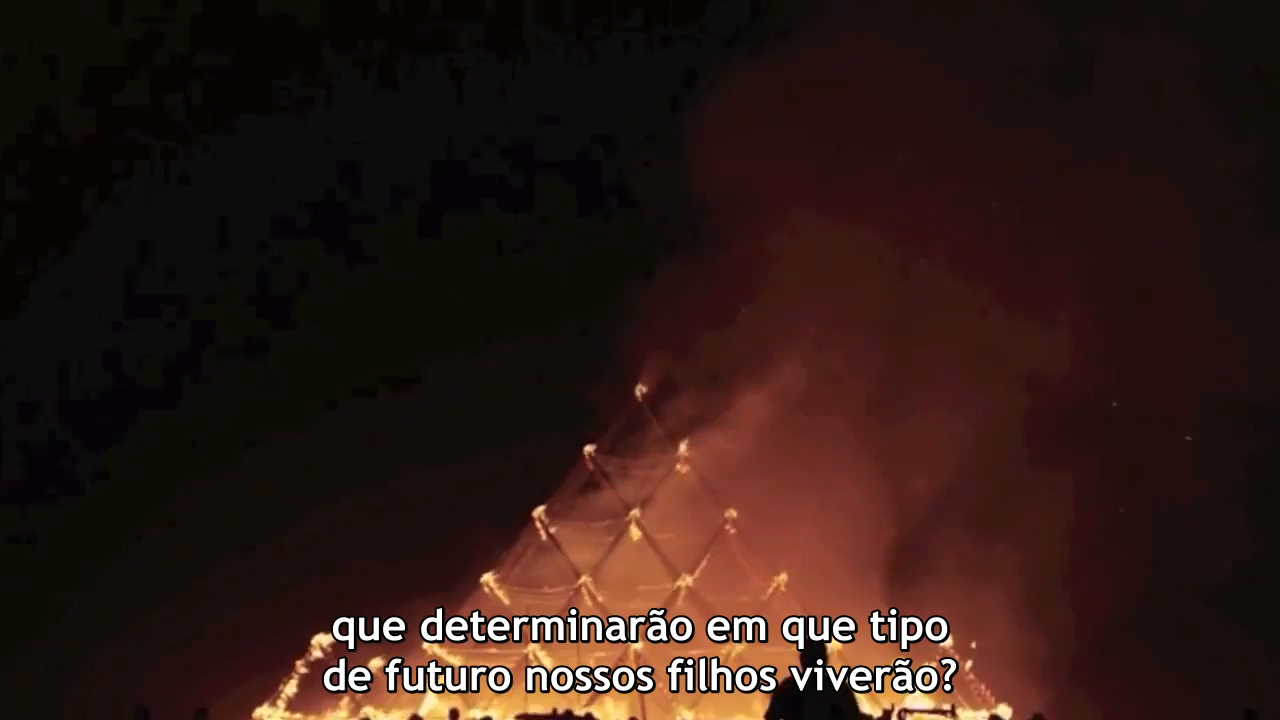 que determinarão em que tipo
de futuro nossos filhos viverão?